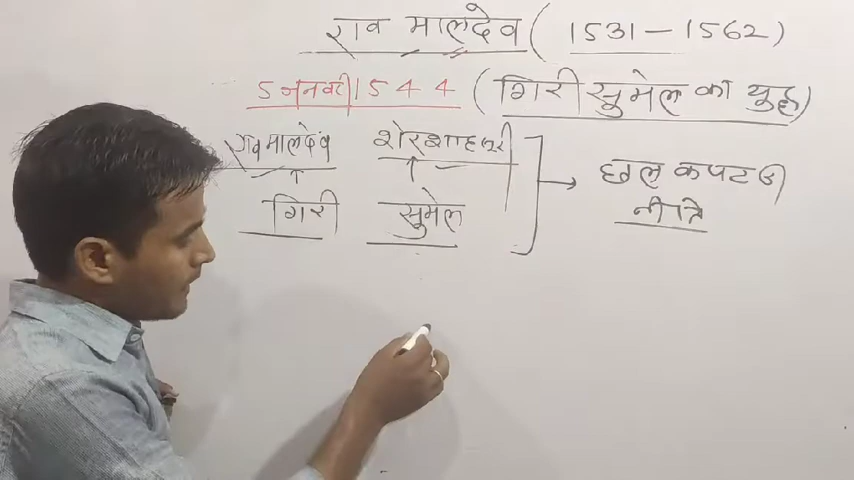 राव मालदेव (1531 - 1562)
5 जनवरी 1544 (गिरी सुमेल का युद्ध)
राव मालदेव शेरशाह सूरी
गिरी सुमेल
छल कपट
नीति